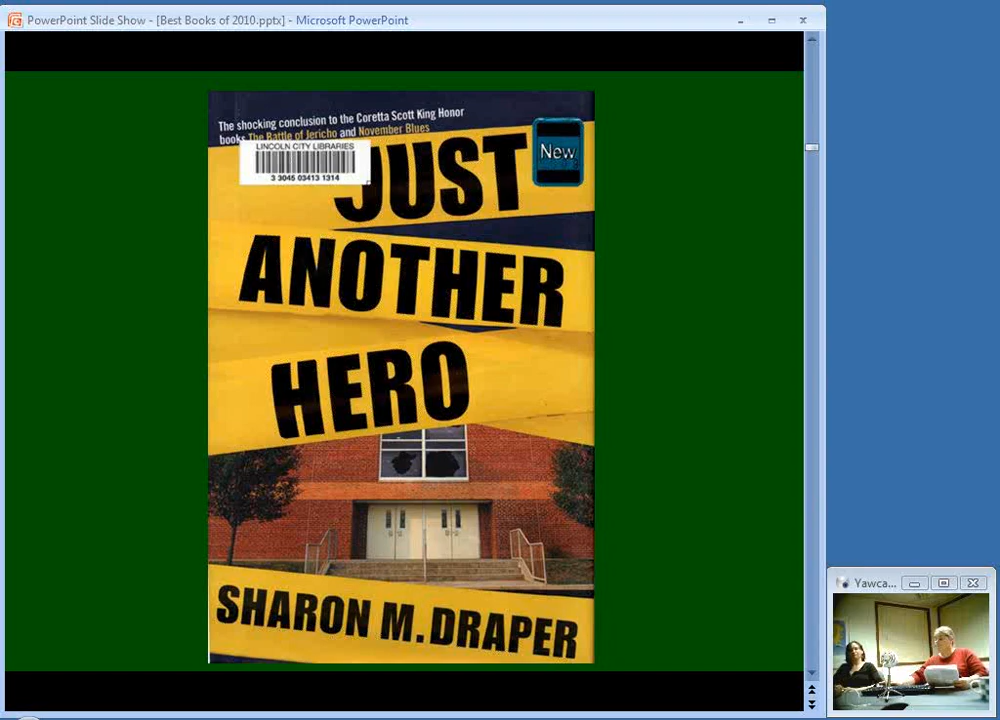 PowerPoint Slide Show - [Best Books of 2010.pptx] - Microsoft PowerPoint
The shocking conclusion to the Coretta Scott King Honor
books The Battle of Jericho and November Blues
LINCOLN CITY LIBRARIES
3 3045 03413 1314
New
JUST
ANOTHER
HERO
SHARON M. DRAPER
Yawca...